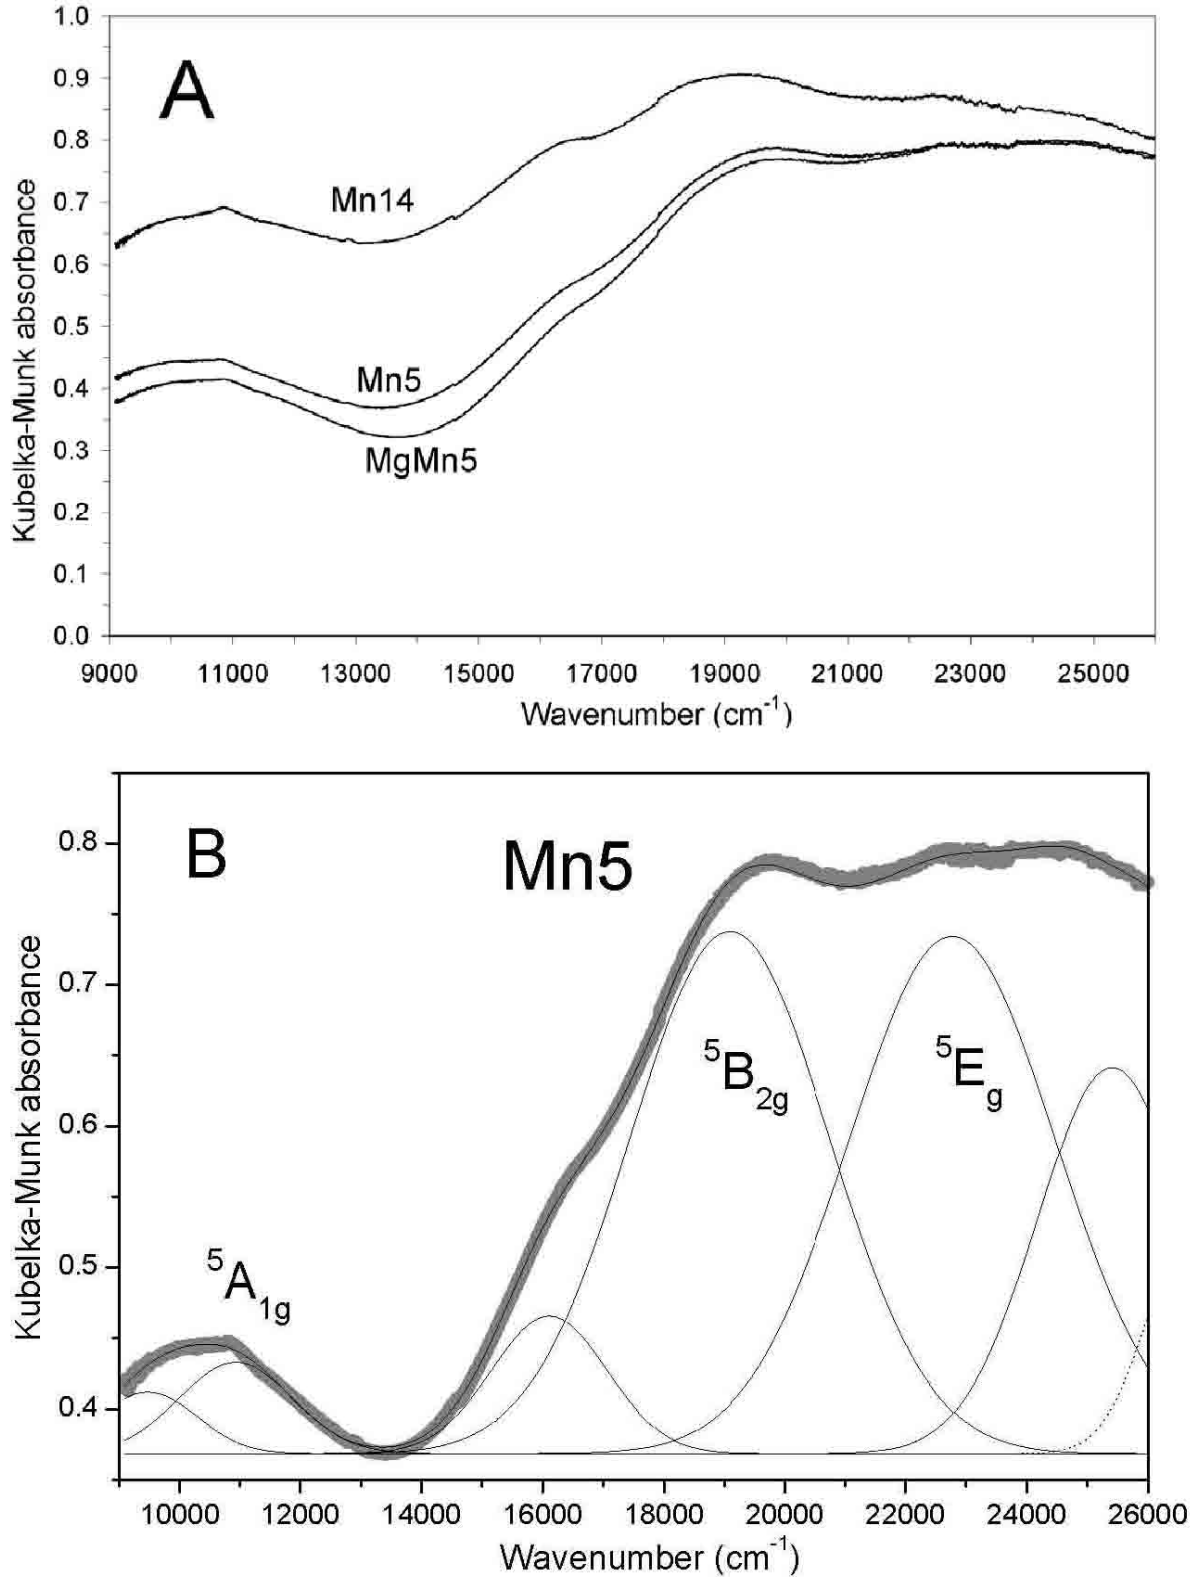 A
Kubelka-Munk absorbance
1.0
0.9
0.8
0.7
0.6
0.5
0.4
0.3
0.2
0.1
0.0
Mn14
Mn5
MgMn5
9000 11000 13000 15000 17000 19000 21000 23000 25000
Wavenumber (cm⁻¹)
B
Mn5
Kubelka-Munk absorbance
0.8
0.7
0.6
0.5
0.4
⁵B₂g
⁵Eg
⁵A₁g
10000 12000 14000 16000 18000 20000 22000 24000 26000
Wavenumber (cm⁻¹)